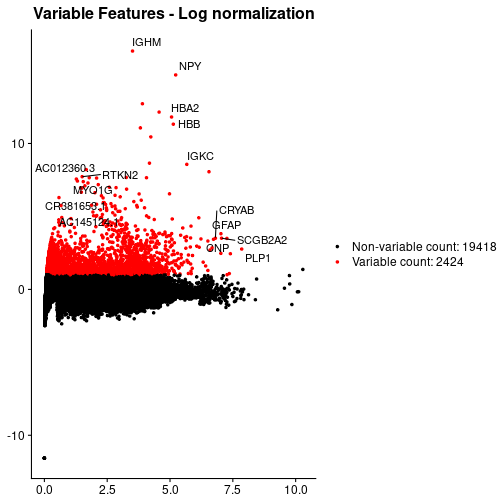 Variable Features - Log normalization
IGHM
NPY
HBA2
HBB
IGKC
AC012360.3
RTKN2
MYO1G
CR381653.1
AC145124.1
CRYAB
GFAP
SCGB2A2
CNP
PLP1
10
0
-10
0.0
2.5
5.0
7.5
10.0
Non-variable count: 19418
Variable count: 2424